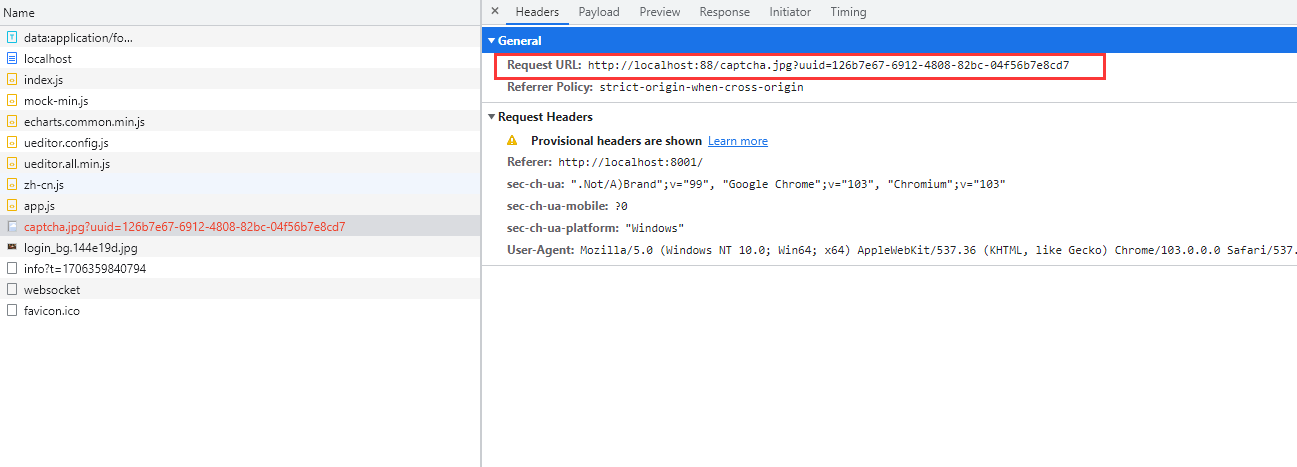 Name
data:application/fo...
localhost
index.js
mock-min.js
echarts.common.min.js
ueditor.config.js
ueditor.all.min.js
zh-cn.js
app.js
captcha.jpg?uuid=126b7e67-6912-4808-82bc-04f56b7e8cd7
login_bg.144e19d.jpg
info?t=1706359840794
websocket
favicon.ico
× Headers Payload Preview Response Initiator Timing
General
Request URL: http://localhost:88/captcha.jpg?uuid=126b7e67-6912-4808-82bc-04f56b7e8cd7
Referrer Policy: strict-origin-when-cross-origin
Request Headers
Provisional headers are shown Learn more
Referer: http://localhost:8001/
sec-ch-ua: ".Not/A)Brand";v="99", "Google Chrome";v="103", "Chromium";v="103"
sec-ch-ua-mobile: ?0
sec-ch-ua-platform: "Windows"
User-Agent: Mozilla/5.0 (Windows NT 10.0; Win64; x64) AppleWebKit/537.36 (KHTML, like Gecko) Chrome/103.0.0.0 Safari/537.